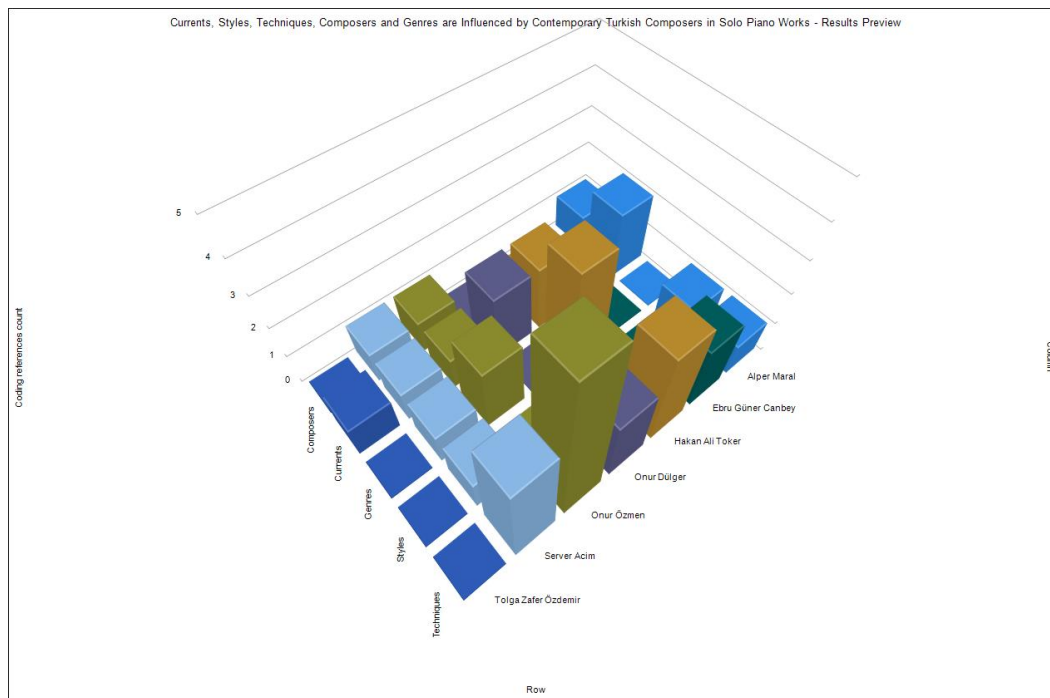 Currents, Styles, Techniques, Composers and Genres are Influenced by Contemporary Turkish Composers in Solo Piano Works - Results Preview
5
4
3
2
1
0
Coding references count
Composers
Currents
Genres
Styles
Techniques
Alper Maral
Ebru Güner Canbey
Hakan Ali Toker
Onur Dülger
Onur Özmen
Server Acim
Tolga Zafer Özdemir
Row